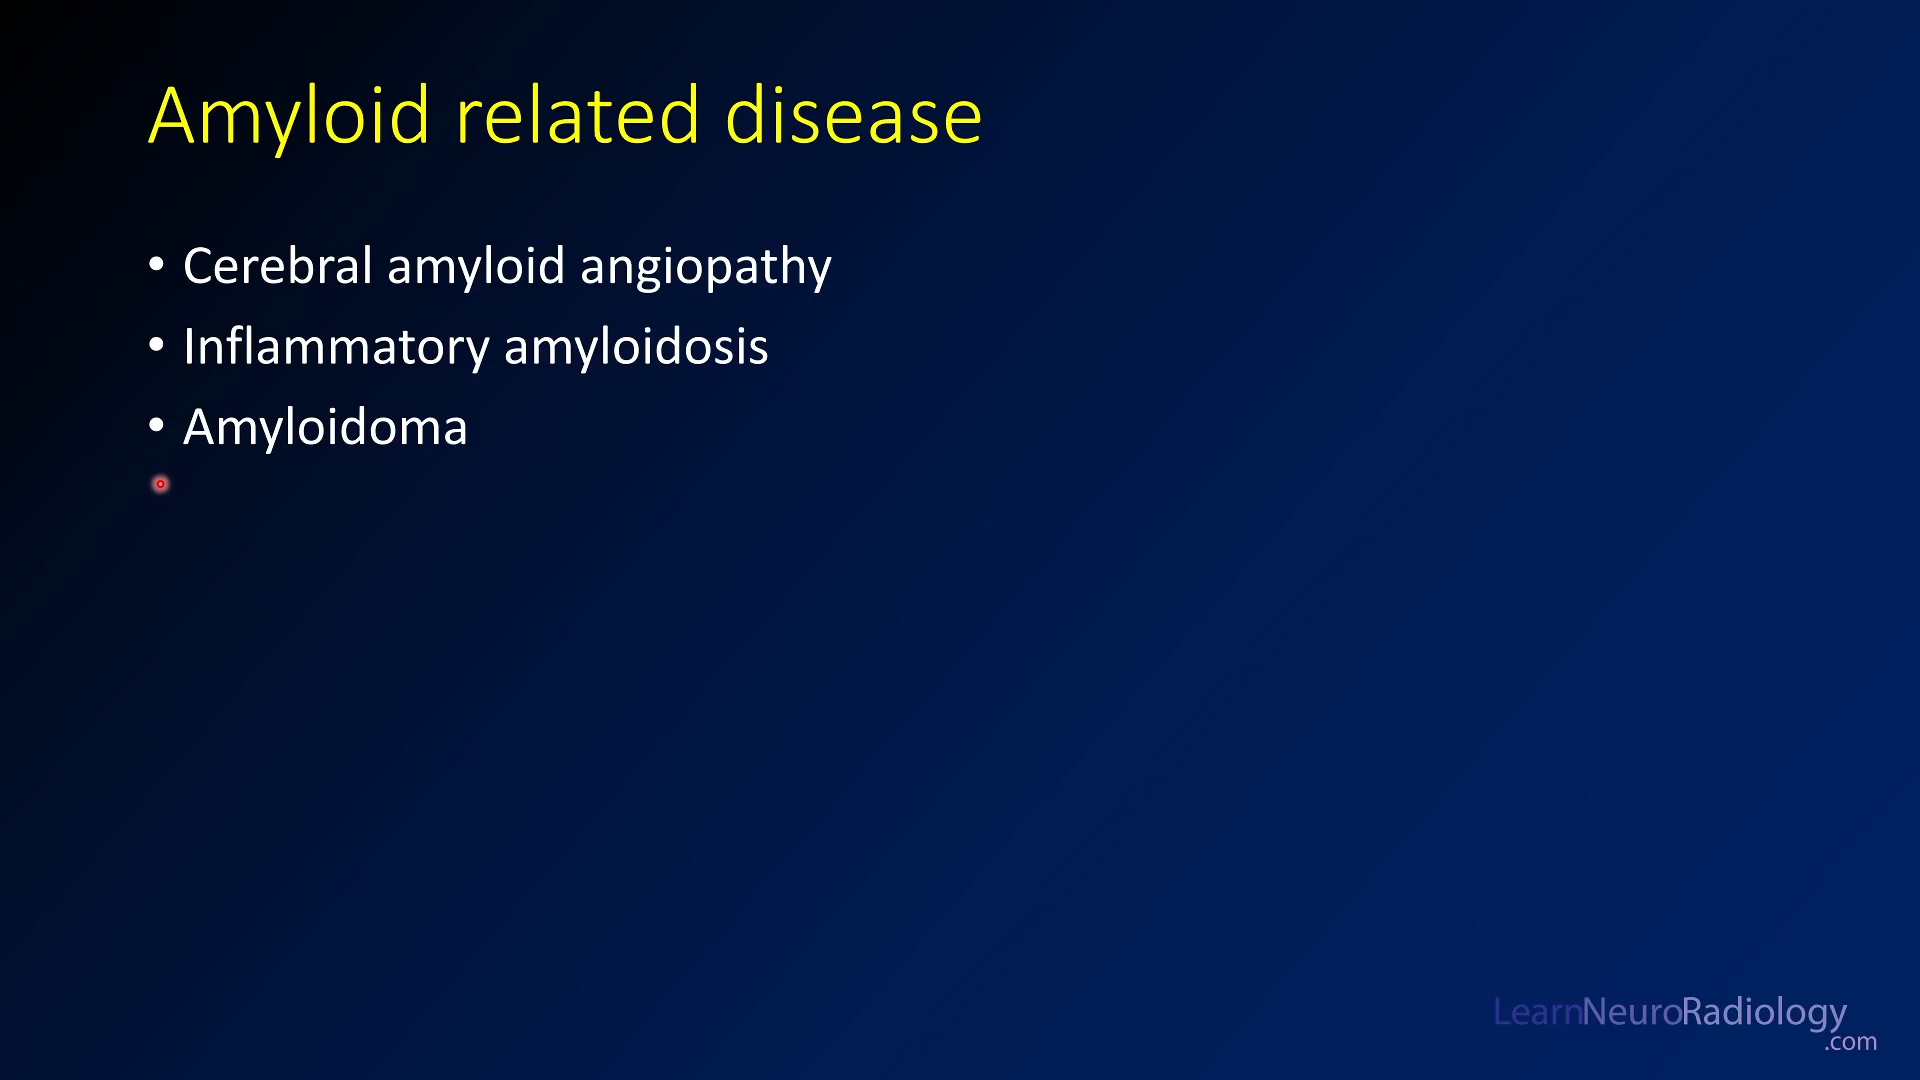 Amyloid related disease
• Cerebral amyloid angiopathy
• Inflammatory amyloidosis
• Amyloidoma
LearnNeuroRadiology
.com